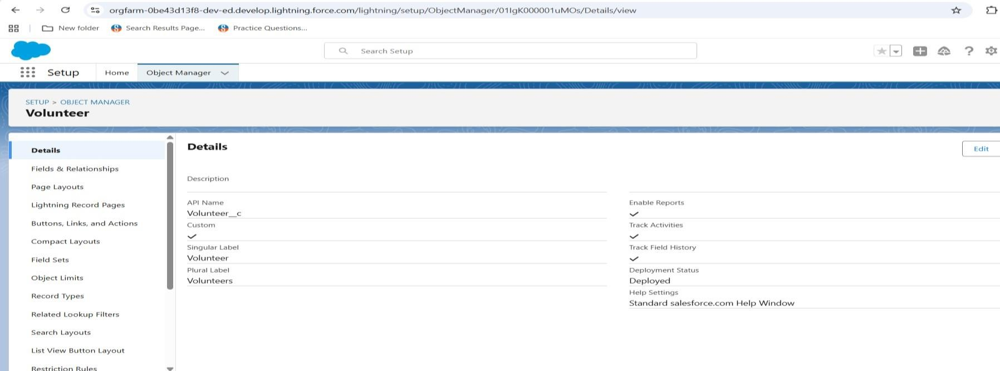 orgfarm-0be43d13f8-dev-ed.develop.lightning.force.com/lightning/setup/ObjectManager/01IgK000001uMOs/Details/view
New folder
Search Results Page...
Practice Questions...
Search Setup
Setup
Home
Object Manager
SETUP > OBJECT MANAGER
Volunteer
Details
Fields & Relationships
Page Layouts
Lightning Record Pages
Buttons, Links, and Actions
Compact Layouts
Field Sets
Object Limits
Record Types
Related Lookup Filters
Search Layouts
List View Button Layout
Restriction Rules
Details
Edit
Description
API Name
Volunteer__c
Custom
Singular Label
Volunteer
Plural Label
Volunteers
Enable Reports
Track Activities
Track Field History
Deployment Status
Deployed
Help Settings
Standard salesforce.com Help Window